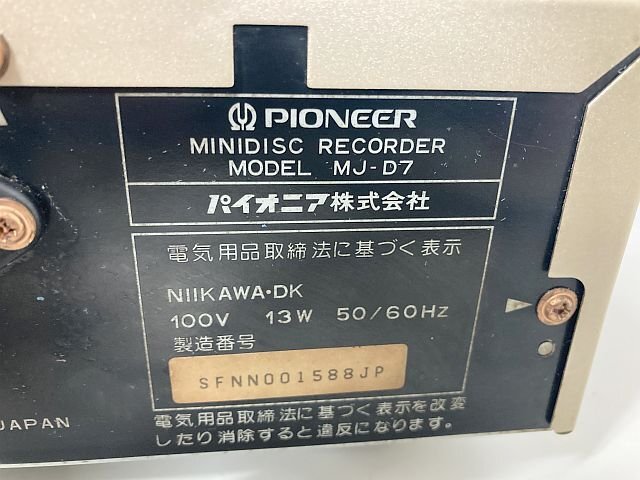 PIONEER
MINIDISC RECORDER
MODEL MJ-D7
パイオニア株式会社
電気用品取締法に基づく表示
NIIKAWA・DK
100V 13W 50/60Hz
製造番号
SFNN001588JP
電気用品取締法に基づく表示を改変
したり消除すると違反になります。
JAPAN